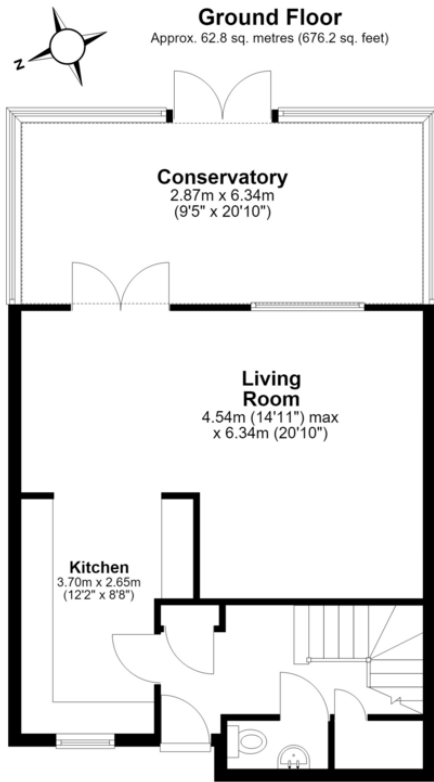 Ground Floor
Approx. 62.8 sq. metres (676.2 sq. feet)
N
Conservatory
2.87m x 6.34m
(9'5" x 20'10")
Living
Room
4.54m (14'11") max
x 6.34m (20'10")
Kitchen
3.70m x 2.65m
(12'2" x 8'8")